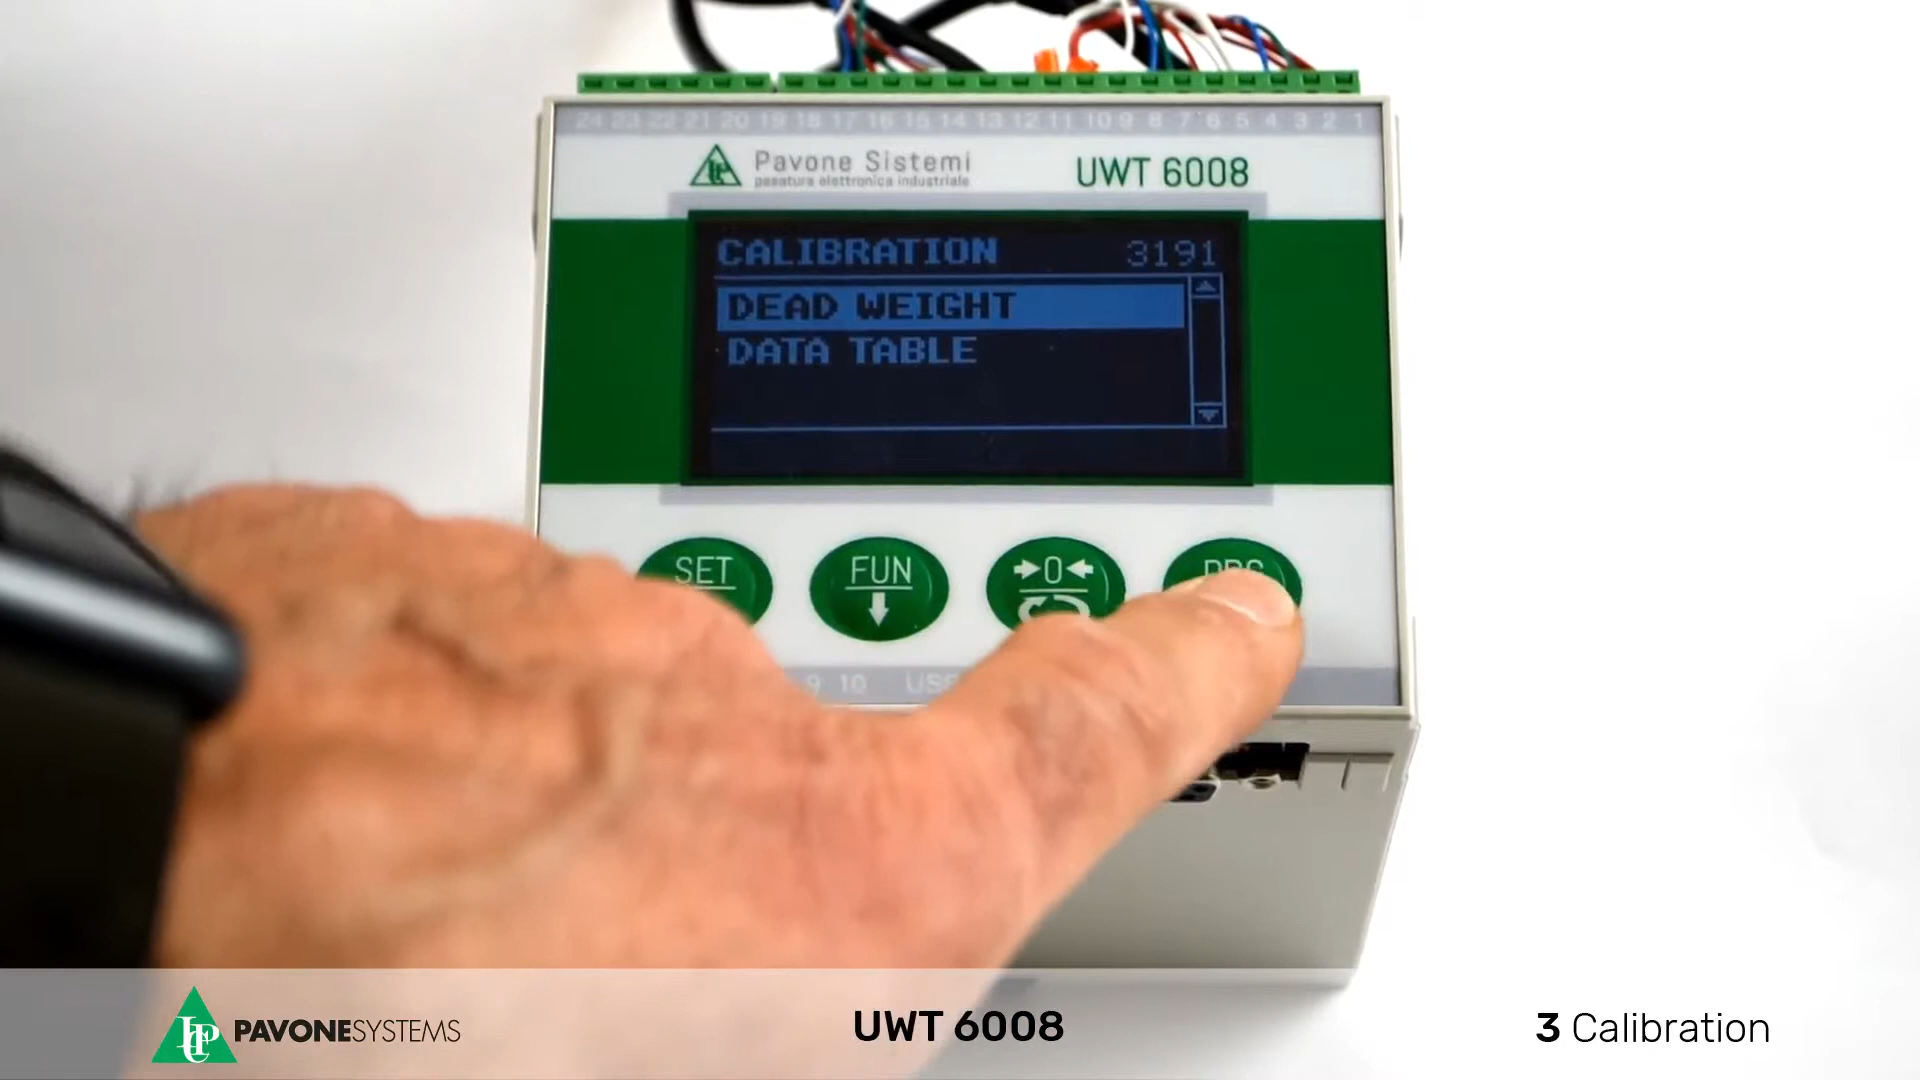 24 23 22 21 20 19 18 17 16 15 14 13 12 11 10 9 8 7 6 5 4 3 2 1
Pavone Sistemi
pesatura elettronica industriale
UWT 6008
CALIBRATION 3191
DEAD WEIGHT
DATA TABLE
SET FUN 0
9 10
PAVONESYSTEMS
UWT 6008
3 Calibration